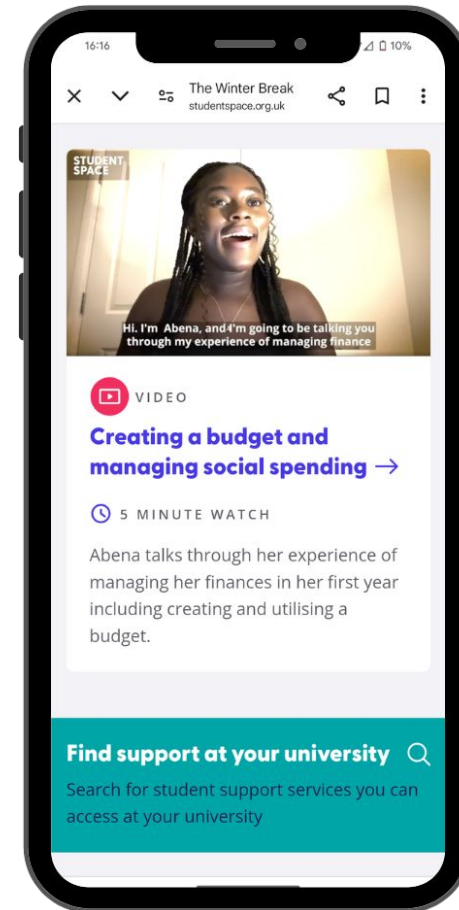 16:16
10%
The Winter Break
studentspace.org.uk
STUDENT
SPACE
Hi. I'm Abena, and I'm going to be talking you
through my experience of managing finance
VIDEO
Creating a budget and
managing social spending →
5 MINUTE WATCH
Abena talks through her experience of
managing her finances in her first year
including creating and utilising a
budget.
Find support at your university
Search for student support services you can
access at your university